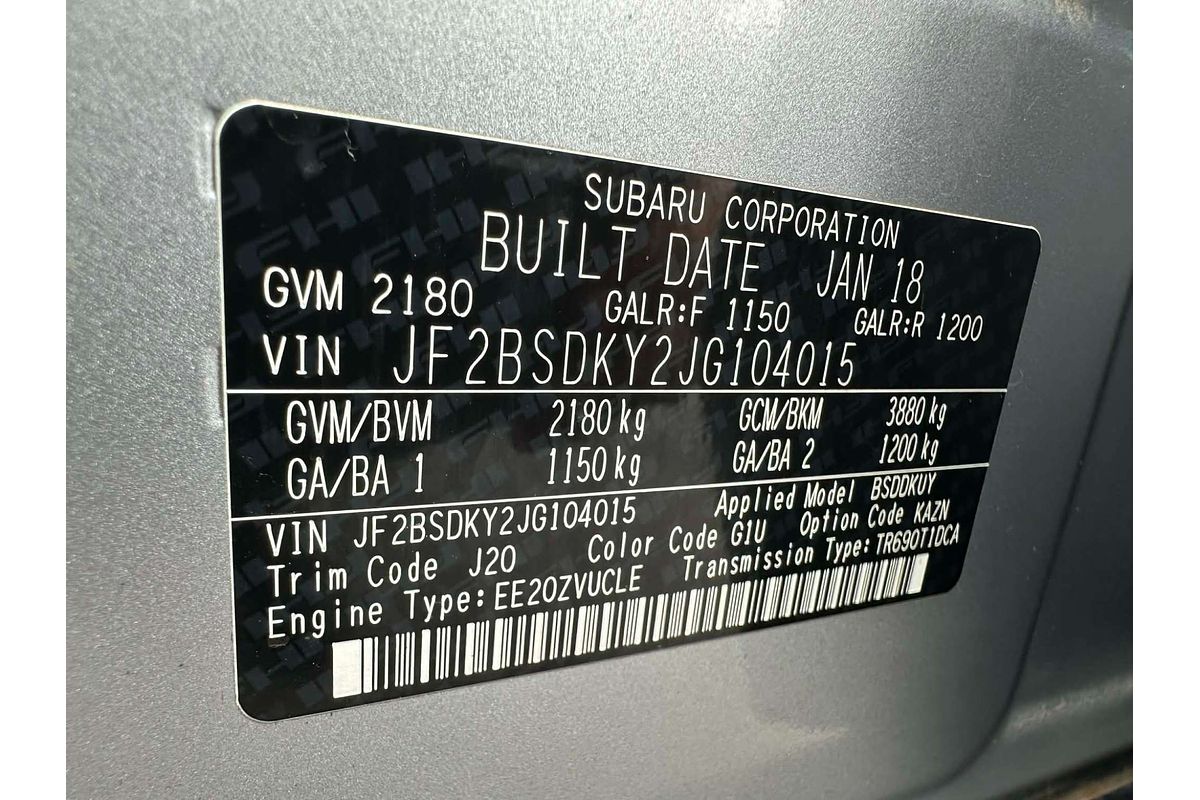 SUBARU CORPORATION
BUILT DATE JAN 18
GVM 2180 GALR:F 1150 GALR:R 1200
VIN JF2BSDKY2JG104015
GVM/BVM 2180 kg GCM/BKM 3880 kg
GA/BA 1 1150 kg GA/BA 2 1200 kg
VIN JF2BSDKY2JG104015 Applied Model BSDDKUY
Trim Code J20 Color Code G1U Option Code KAZN
Engine Type:EE20ZVUCLE Transmission Type:TR690T1DCA